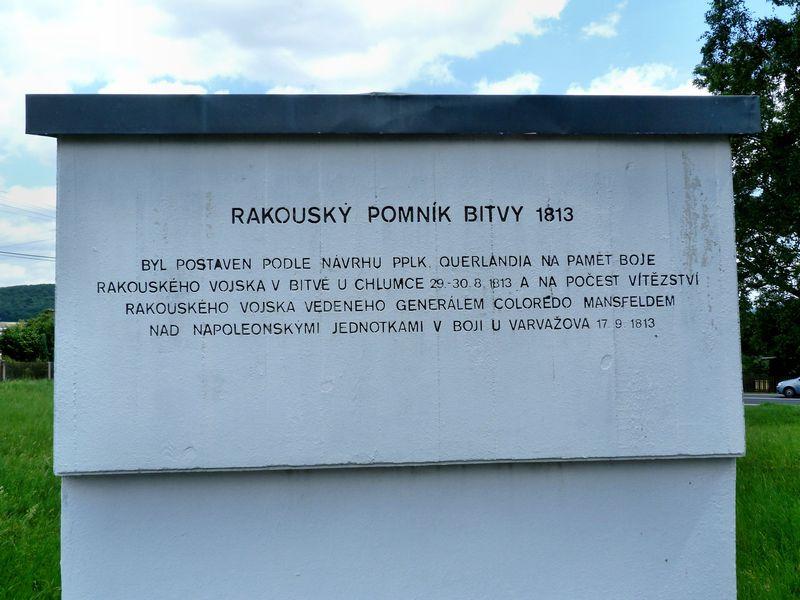 RAKOUSKÝ POMNÍK BITVY 1813
BYL POSTAVEN PODLE NÁVRHU PPLK. QUERLANDIA NA PAMĚT BOJE
RAKOUSKÉHO VOJSKA V BITVĚ U CHLUMCE 29.-30.8.1813 A NA POČEST VÍTĚZSTVÍ
RAKOUSKÉHO VOJSKA VEDENÉHO GENERÁLEM COLOREDO MANSFELDEM
NAD NAPOLEONSKÝMI JEDNOTKAMI V BOJI U VARVAŽOVA 17.9.1813